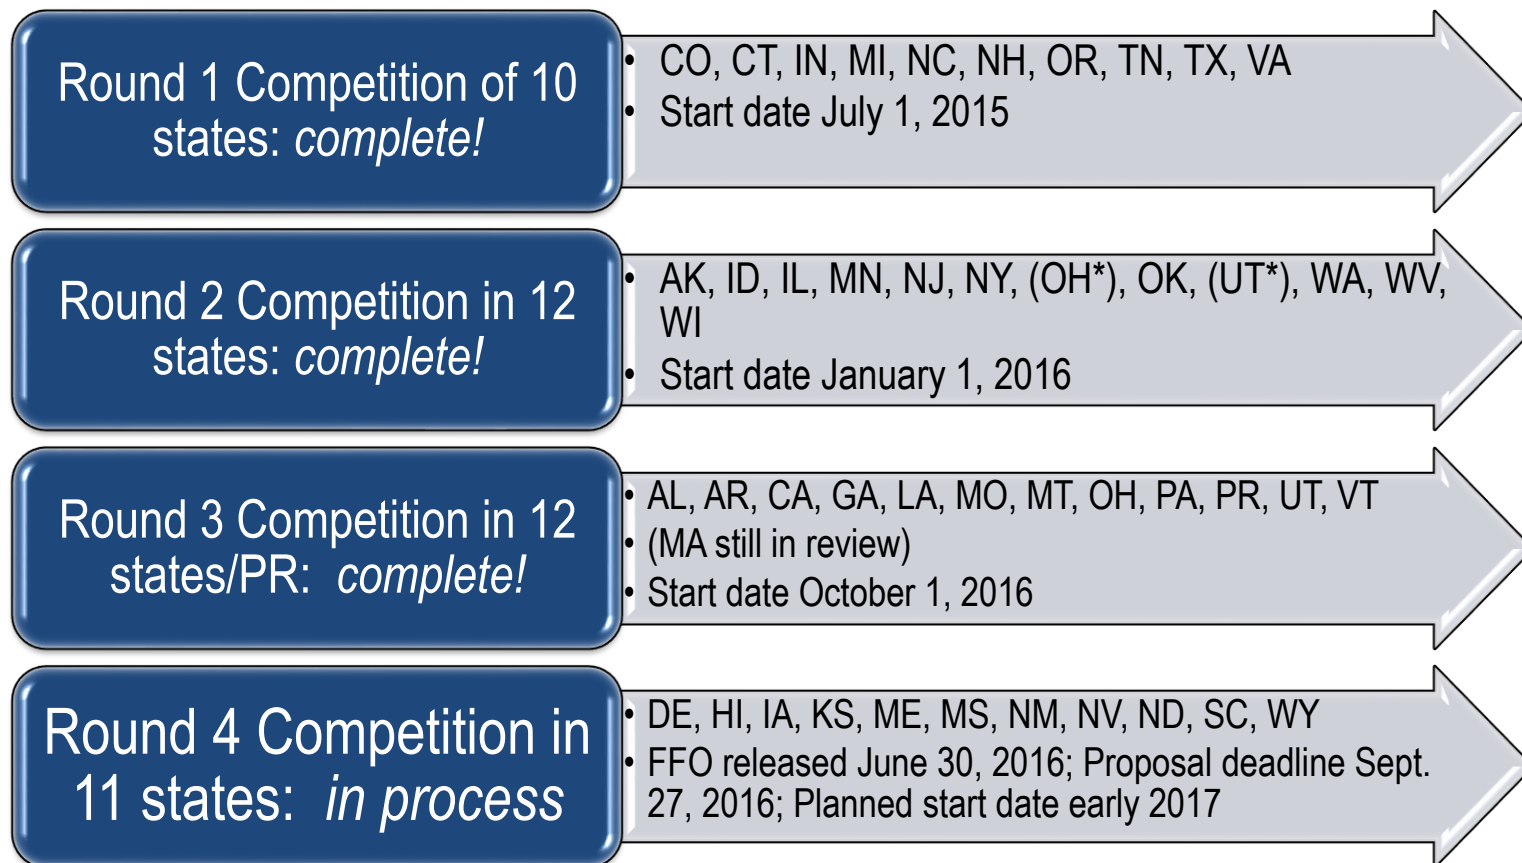 Round 1 Competition of 10
states: complete!
• CO, CT, IN, MI, NC, NH, OR, TN, TX, VA
• Start date July 1, 2015
Round 2 Competition in 12
states: complete!
• AK, ID, IL, MN, NJ, NY, (OH*), OK, (UT*), WA, WV,
WI
• Start date January 1, 2016
Round 3 Competition in 12
states/PR: complete!
• AL, AR, CA, GA, LA, MO, MT, OH, PA, PR, UT, VT
• (MA still in review)
• Start date October 1, 2016
Round 4 Competition in
11 states: in process
• DE, HI, IA, KS, ME, MS, NM, NV, ND, SC, WY
• FFO released June 30, 2016; Proposal deadline Sept.
27, 2016; Planned start date early 2017